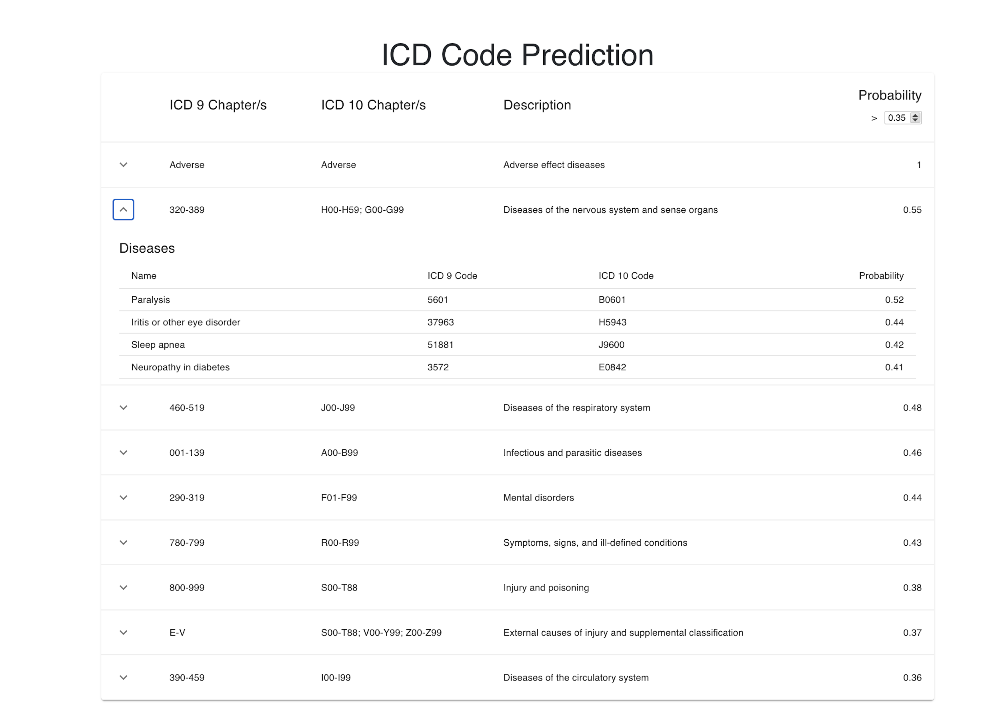 ICD Code Prediction
ICD 9 Chapter/s ICD 10 Chapter/s Description Probability
> 0.35
Adverse Adverse Adverse effect diseases 1
320-389 H00-H59; G00-G99 Diseases of the nervous system and sense organs 0.55
Diseases
Name ICD 9 Code ICD 10 Code Probability
Paralysis 5601 B0601 0.52
Iritis or other eye disorder 37963 H5943 0.44
Sleep apnea 51881 J9600 0.42
Neuropathy in diabetes 3572 E0842 0.41
460-519 J00-J99 Diseases of the respiratory system 0.48
001-139 A00-B99 Infectious and parasitic diseases 0.46
290-319 F01-F99 Mental disorders 0.44
780-799 R00-R99 Symptoms, signs, and ill-defined conditions 0.43
800-999 S00-T88 Injury and poisoning 0.38
E-V S00-T88; V00-Y99; Z00-Z99 External causes of injury and supplemental classification 0.37
390-459 I00-I99 Diseases of the circulatory system 0.36